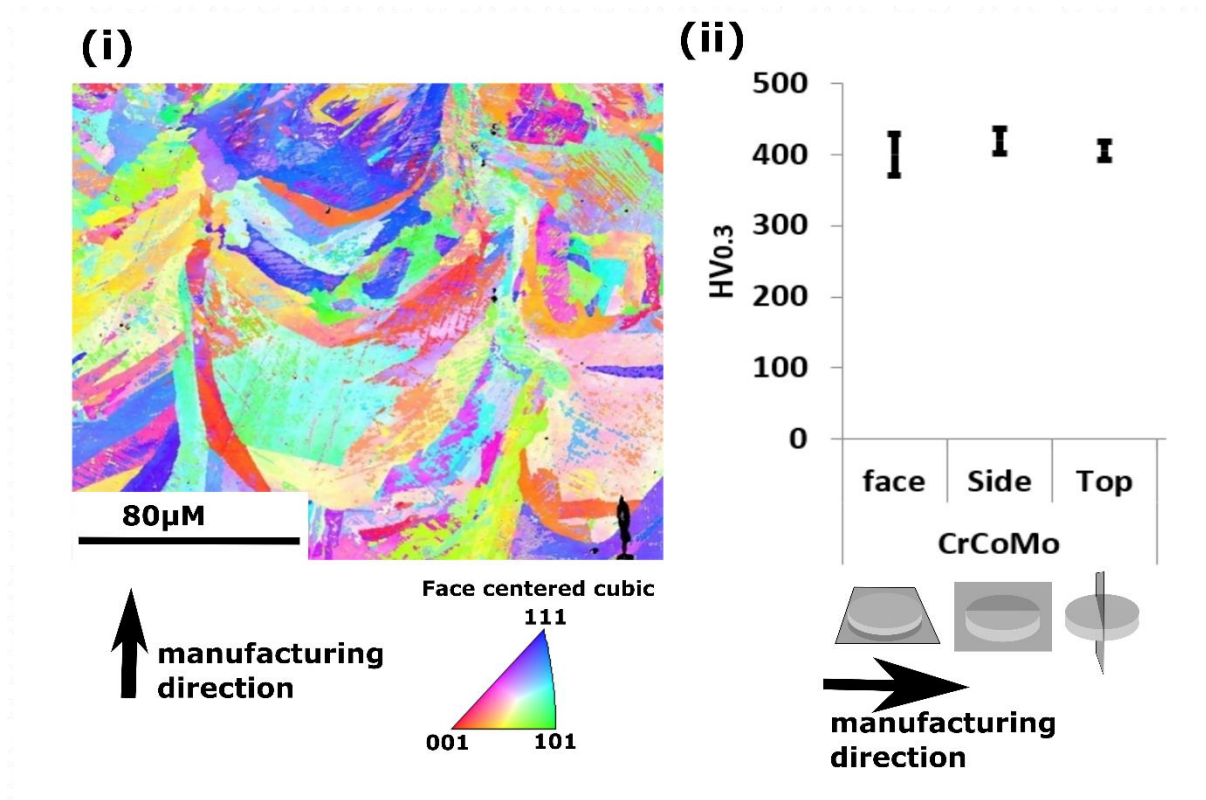 (i)
80µM
manufacturing
direction
Face centered cubic
111
001
101
(ii)
HV0.3
500
400
300
200
100
0
face
Side
Top
CrCoMo
manufacturing
direction